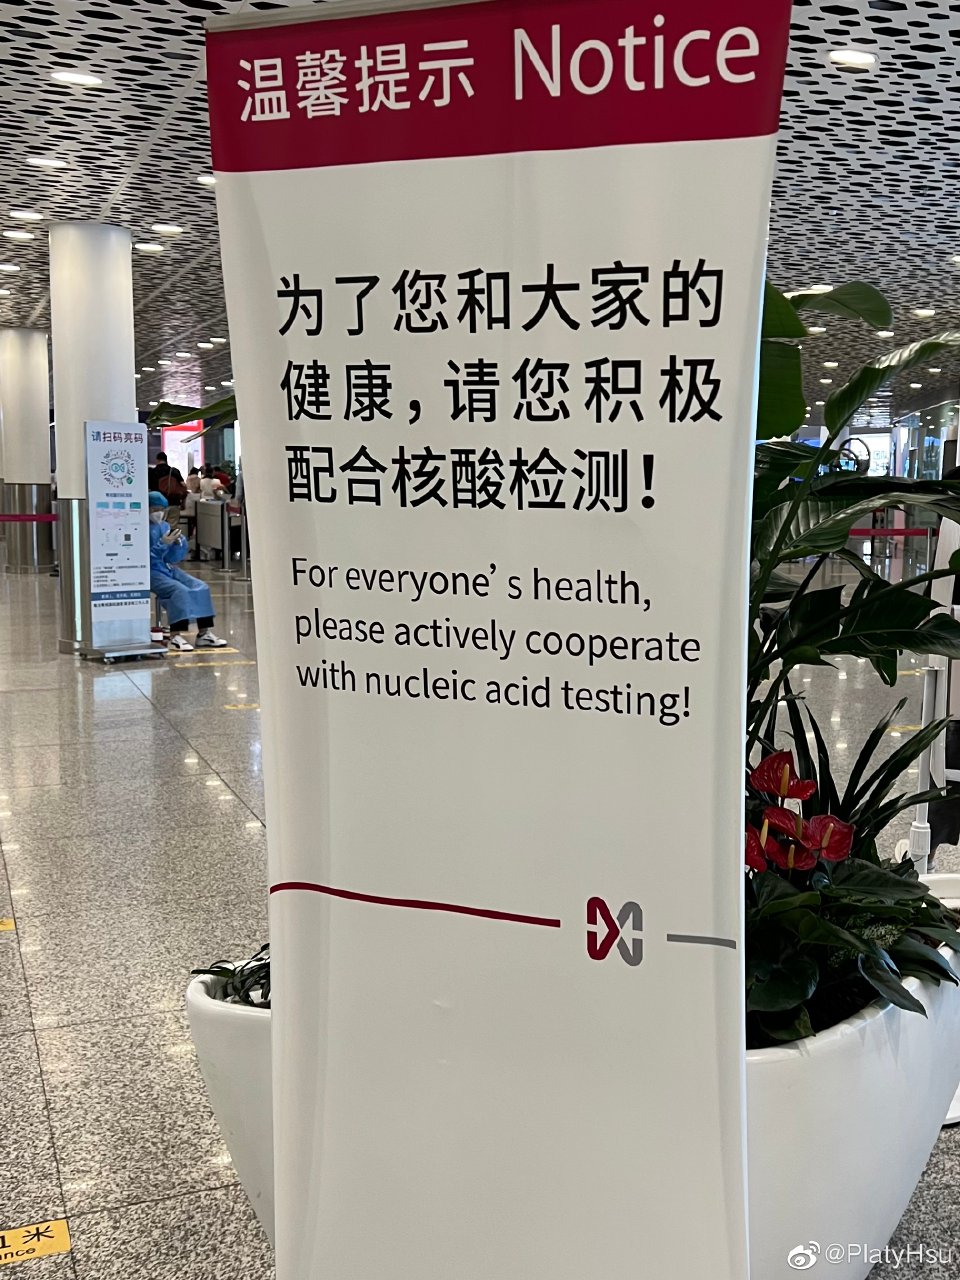 温馨提示 Notice
为了您和大家的
健康，请您积极
配合核酸检测！
For everyone’s health,
please actively cooperate
with nucleic acid testing!
请扫码亮码
1 米
@PlatyHsu